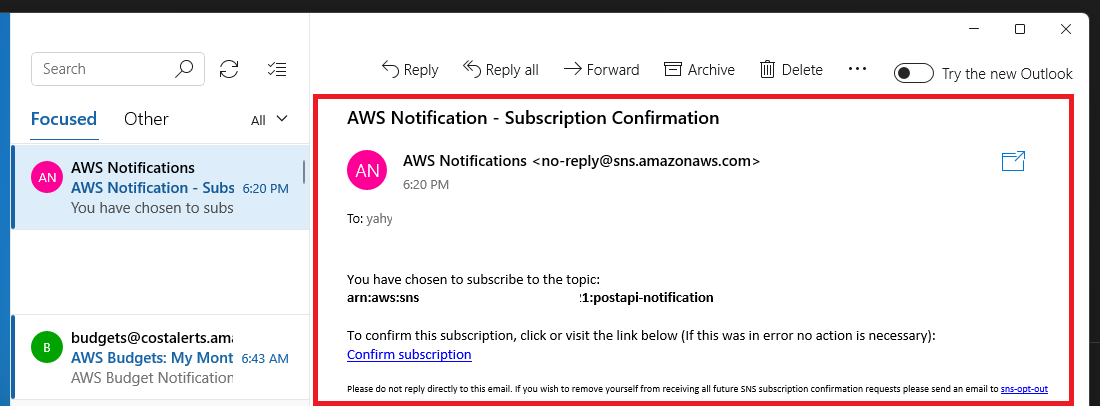 Search
Reply
Reply all
Forward
Archive
Delete
Try the new Outlook
Focused
Other
All
AN
AWS Notifications
AWS Notification - Subs
6:20 PM
You have chosen to subs
B
budgets@costalerts.ama
AWS Budgets: My Mont
6:43 AM
AWS Budget Notification
AWS Notification - Subscription Confirmation
AN
AWS Notifications <no-reply@sns.amazonaws.com>
6:20 PM
To: yahy
You have chosen to subscribe to the topic:
arn:aws:sns 1:postapi-notification
To confirm this subscription, click or visit the link below (If this was in error no action is necessary):
Confirm subscription
Please do not reply directly to this email. If you wish to remove yourself from receiving all future SNS subscription confirmation requests please send an email to sns-opt-out